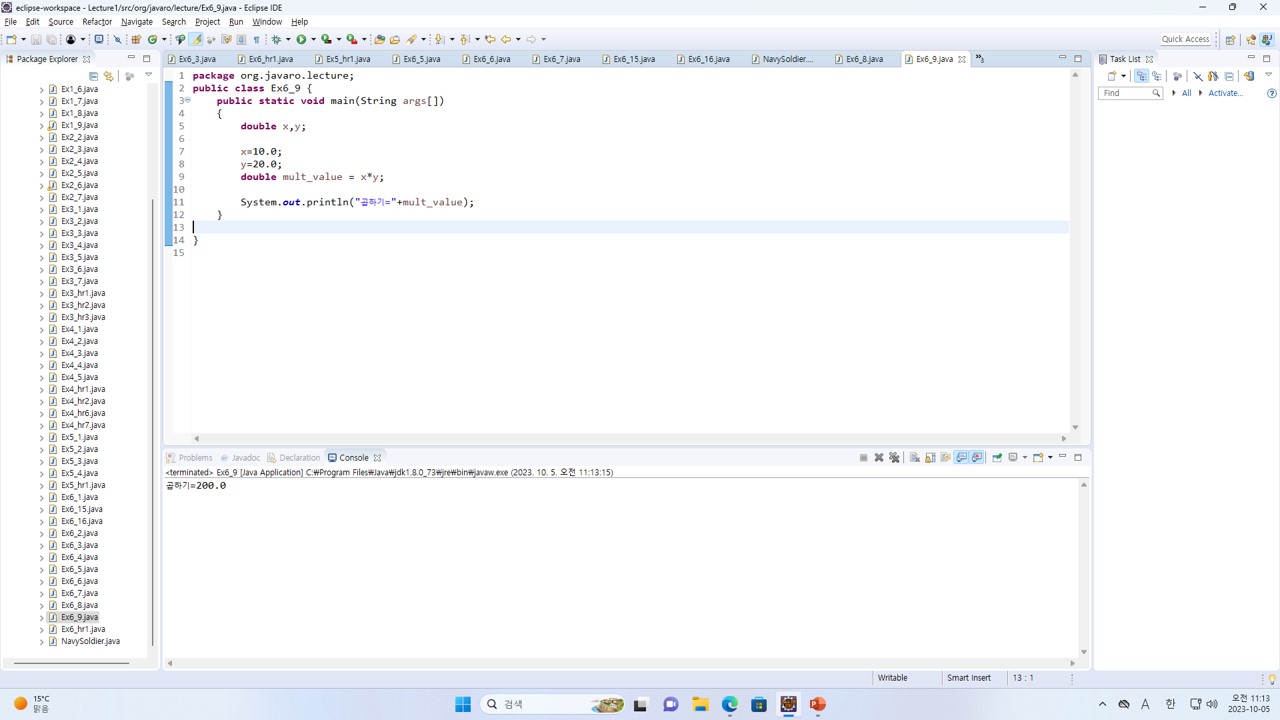 eclipse-workspace - Lecture1/src/org/javaro/lecture/Ex6_9.java - Eclipse IDE
File Edit Source Refactor Navigate Search Project Run Window Help
Quick Access
Package Explorer
Ex1_6.java
Ex1_7.java
Ex1_8.java
Ex1_9.java
Ex2_2.java
Ex2_3.java
Ex2_4.java
Ex2_5.java
Ex2_6.java
Ex2_7.java
Ex3_1.java
Ex3_2.java
Ex3_3.java
Ex3_4.java
Ex3_5.java
Ex3_6.java
Ex3_7.java
Ex3_hr1.java
Ex3_hr2.java
Ex3_hr3.java
Ex4_1.java
Ex4_2.java
Ex4_3.java
Ex4_4.java
Ex4_5.java
Ex4_hr1.java
Ex4_hr2.java
Ex4_hr6.java
Ex4_hr7.java
Ex5_1.java
Ex5_2.java
Ex5_3.java
Ex5_4.java
Ex5_hr1.java
Ex6_1.java
Ex6_15.java
Ex6_16.java
Ex6_2.java
Ex6_3.java
Ex6_4.java
Ex6_5.java
Ex6_6.java
Ex6_7.java
Ex6_8.java
Ex6_9.java
Ex6_hr1.java
NavySoldier.java
Ex6_3.java Ex6_hr1.java Ex5_hr1.java Ex6_5.java Ex6_6.java Ex6_7.java Ex6_15.java Ex6_16.java NavySoldier.... Ex6_8.java Ex6_9.java »3
1 package org.javaro.lecture;
2 public class Ex6_9 {
3 public static void main(String args[])
4 {
5 double x,y;
6
7 x=10.0;
8 y=20.0;
9 double mult_value = x*y;
10
11 System.out.println("곱하기="+mult_value);
12 }
13
14 }
15
Problems Javadoc Declaration Console
<terminated> Ex6_9 [Java Application] C:₩Program Files₩Java₩jdk1.8.0_73₩jre₩bin₩javaw.exe (2023. 10. 5. 오전 11:13:15)
곱하기=200.0
Task List
Find All Activate...
Writable Smart Insert 13 : 1
15°C
맑음
검색
A 한
오전 11:13
2023-10-05